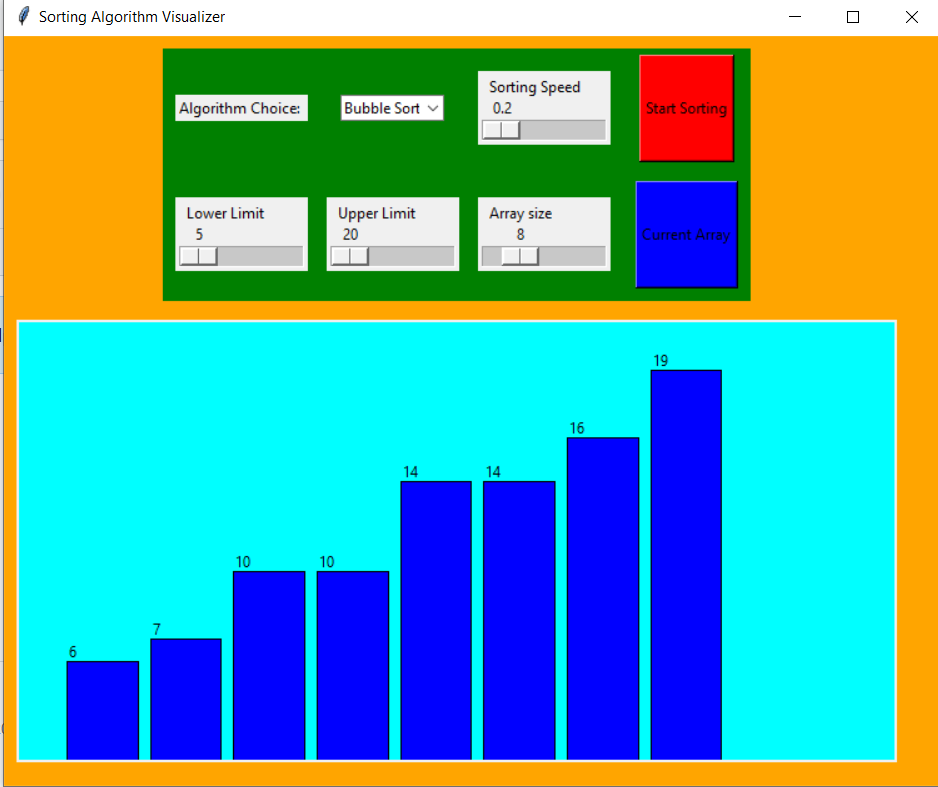 Sorting Algorithm Visualizer
Sorting Speed
Algorithm Choice:
Bubble Sort
0.2
Start Sorting
Lower Limit
Upper Limit
Array size
5
20
8
Current Array
19
16
14
14
10
10
7
6